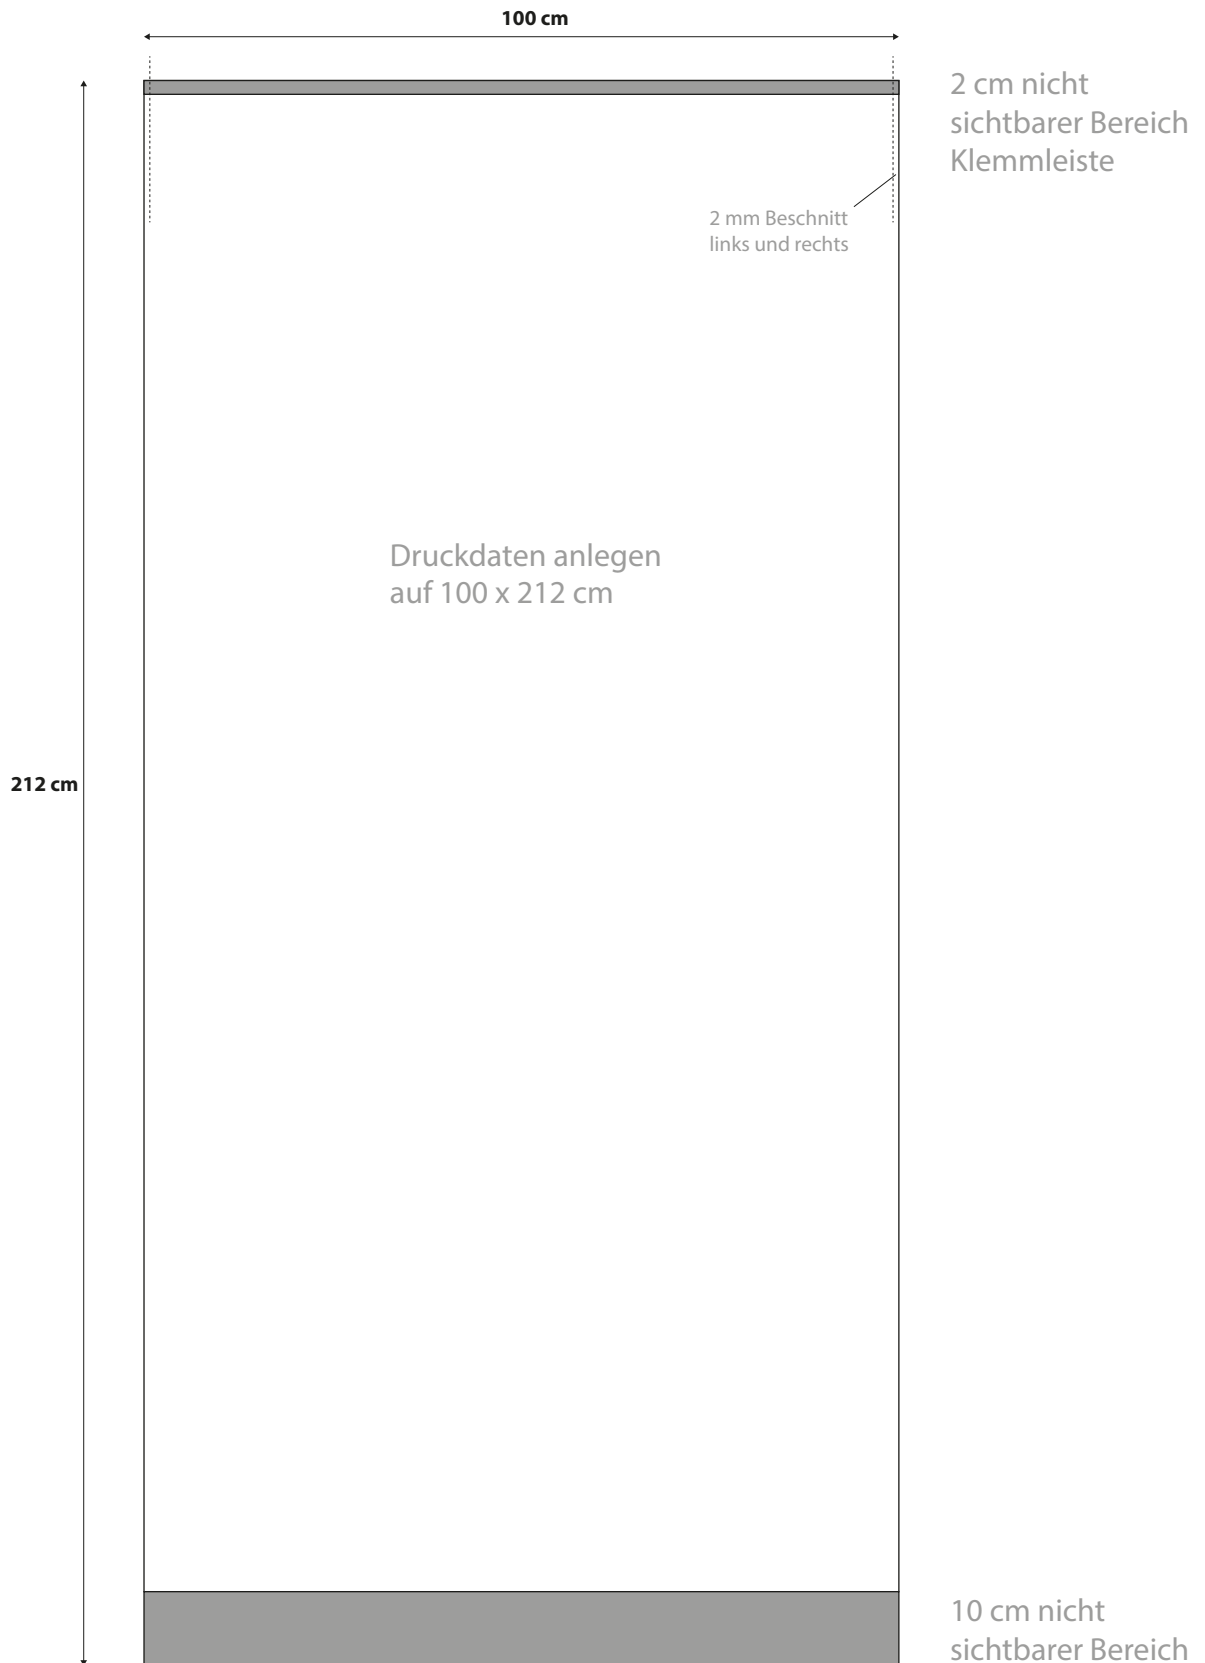 100 cm
2 cm nicht
sichtbarer Bereich
Klemmleiste
2 mm Beschnitt
links und rechts
Druckdaten anlegen
auf 100 x 212 cm
212 cm
10 cm nicht
sichtbarer Bereich